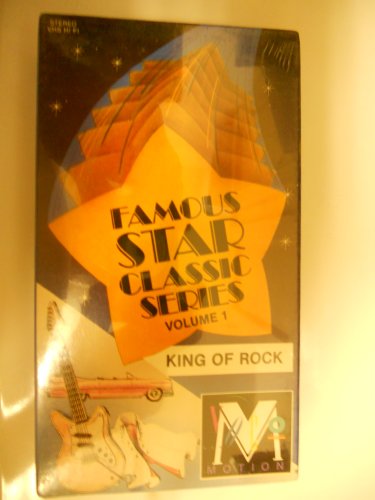 STEREO
VHS HI-FI
FAMOUS
STAR
CLASSIC
SERIES
VOLUME 1
KING OF ROCK
M
MOTION